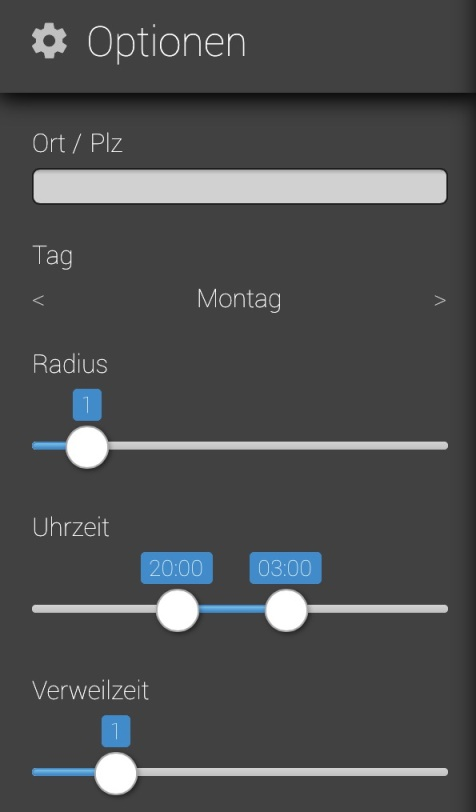 Optionen
Ort / Plz
Tag
< Montag >
Radius
1
Uhrzeit
20:00 03:00
Verweilzeit
1